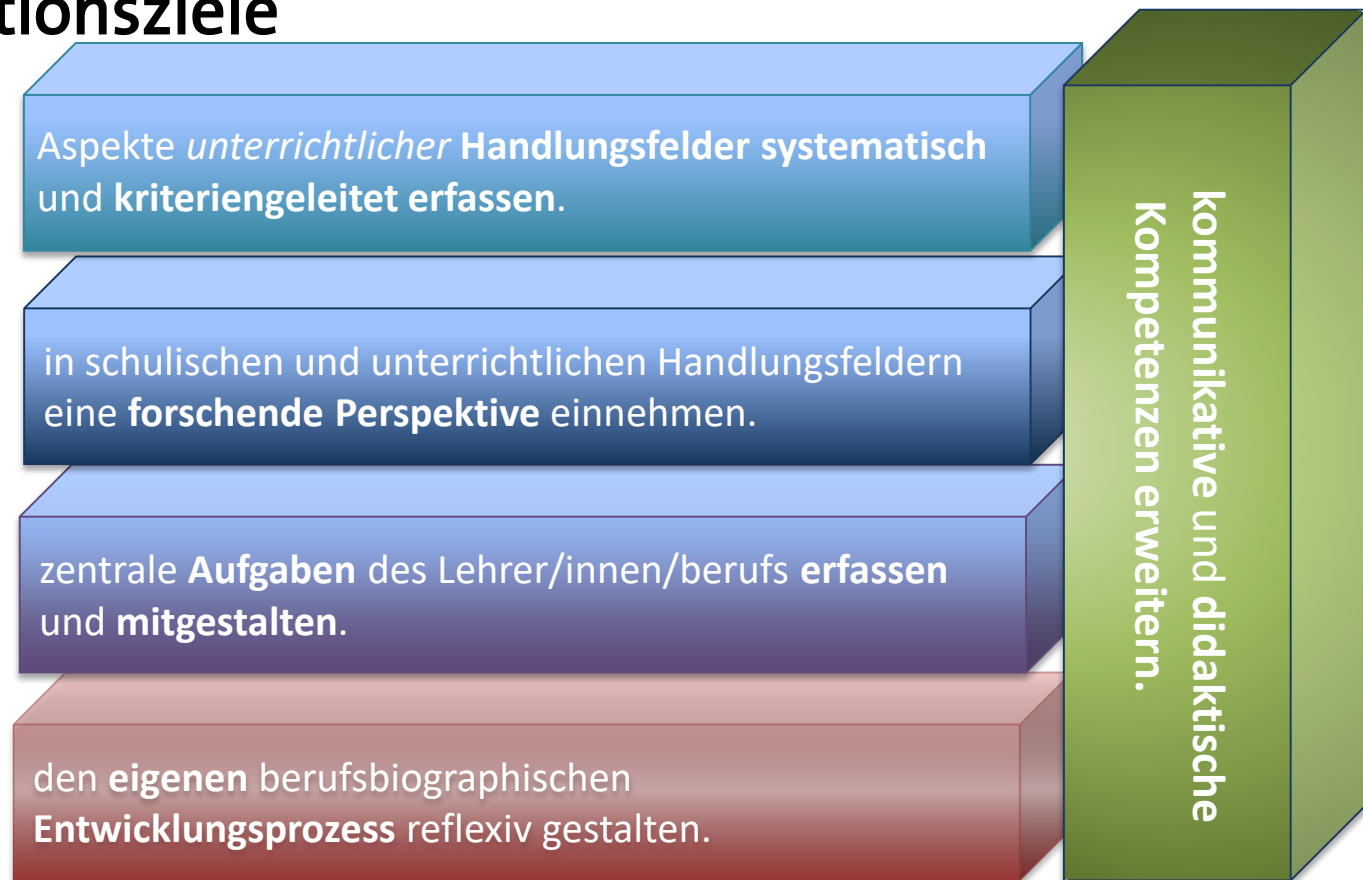 tionsziele
Aspekte unterrichtlicher Handlungsfelder systematisch
und kriteriengeleitet erfassen.
in schulischen und unterrichtlichen Handlungsfeldern
eine forschende Perspektive einnehmen.
zentrale Aufgaben des Lehrer/innen/berufs erfassen
und mitgestalten.
den eigenen berufsbiographischen
Entwicklungsprozess reflexiv gestalten.
kommunikative und didaktische
Kompetenzen erweitern.